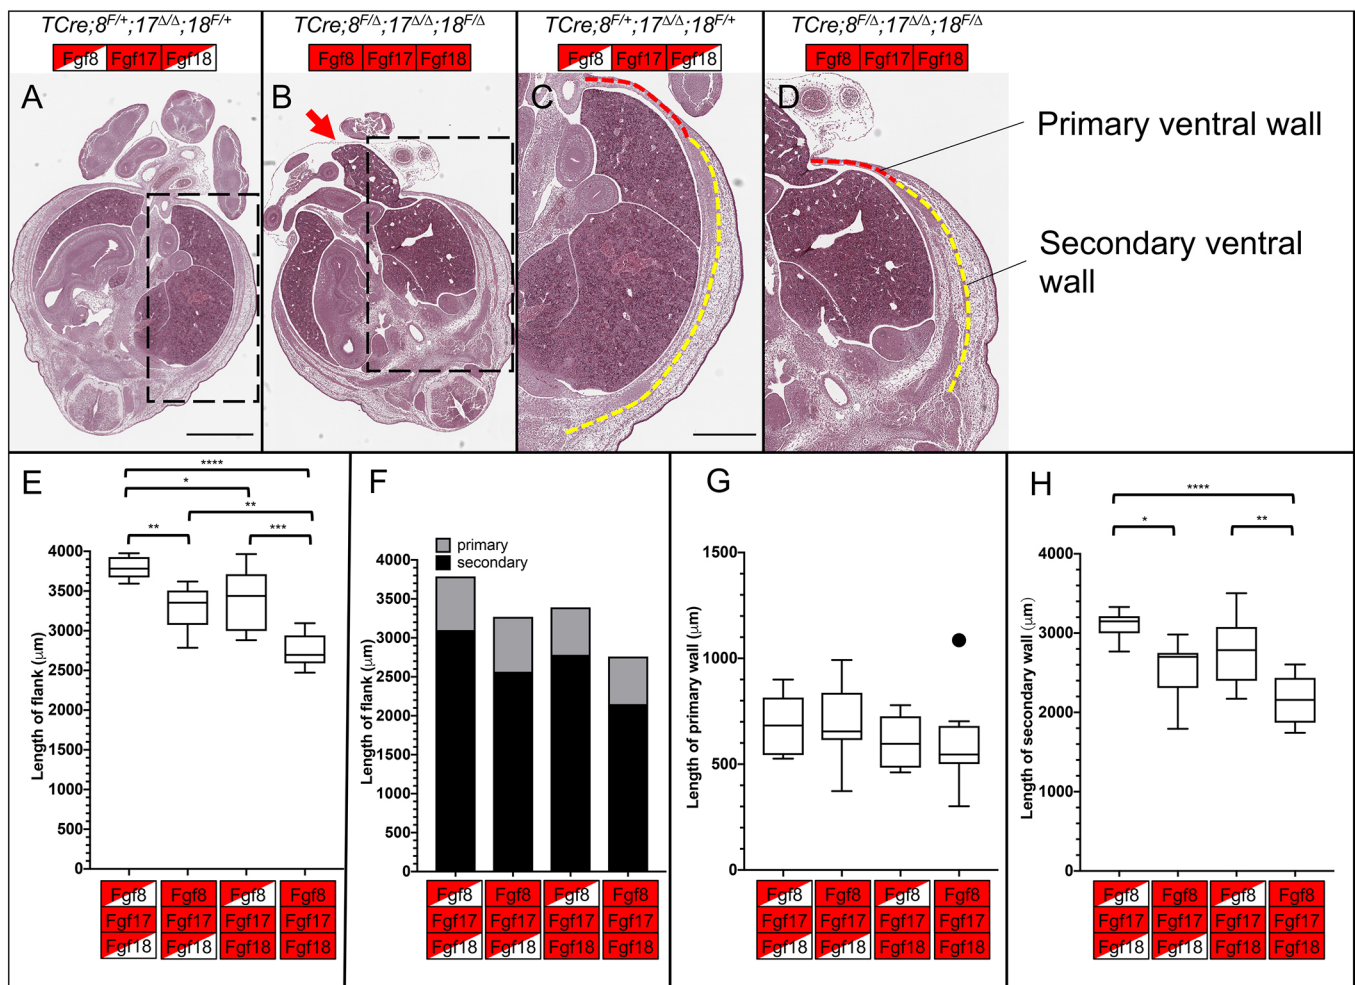 TCre;8F/+;17Δ/Δ;18F/+
TCre;8F/Δ;17Δ/Δ;18F/Δ
TCre;8F/+;17Δ/Δ;18F/+
TCre;8F/Δ;17Δ/Δ;18F/Δ
Fgf8 Fgf17 Fgf18
Fgf8 Fgf17 Fgf18
Fgf8 Fgf17 Fgf18
Fgf8 Fgf17 Fgf18
A
B
C
D
Primary ventral wall
Secondary ventral
wall
E
****
*
**
**
***
Length of flank (μm)
4000
3500
3000
2500
2000
1500
1000
500
0
Fgf8 Fgf8 Fgf8 Fgf8
Fgf17 Fgf17 Fgf17 Fgf17
Fgf18 Fgf18 Fgf18 Fgf18
F
primary
secondary
Length of flank (μm)
4000
3500
3000
2500
2000
1500
1000
500
0
Fgf8 Fgf8 Fgf8 Fgf8
Fgf17 Fgf17 Fgf17 Fgf17
Fgf18 Fgf18 Fgf18 Fgf18
G
Length of primary wall (μm)
1500
1000
500
0
Fgf8 Fgf8 Fgf8 Fgf8
Fgf17 Fgf17 Fgf17 Fgf17
Fgf18 Fgf18 Fgf18 Fgf18
H
****
*
**
Length of secondary wall (μm)
4000
3000
2000
1000
0
Fgf8 Fgf8 Fgf8 Fgf8
Fgf17 Fgf17 Fgf17 Fgf17
Fgf18 Fgf18 Fgf18 Fgf18